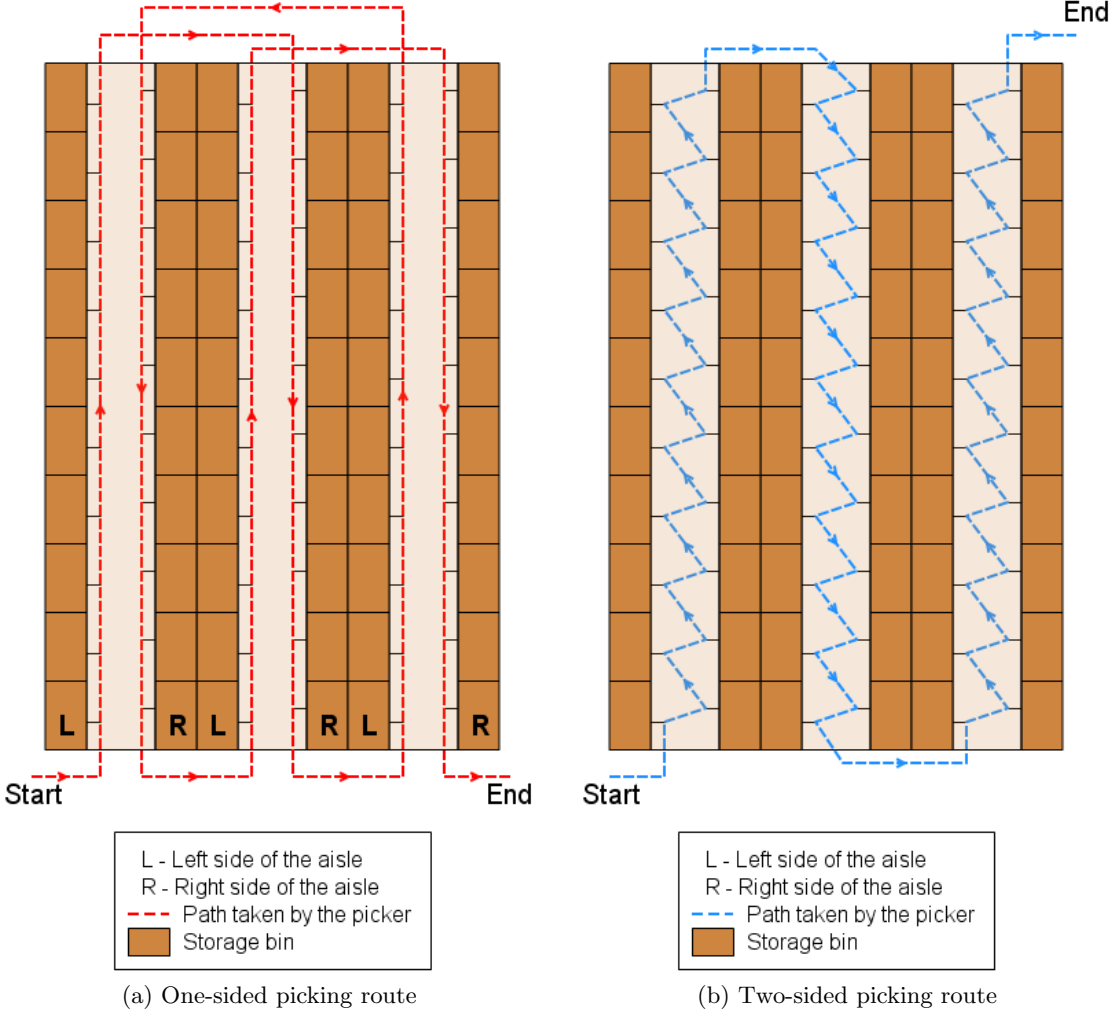 End
L R L R L R
Start End
Start
L - Left side of the aisle
R - Right side of the aisle
Path taken by the picker
Storage bin
L - Left side of the aisle
R - Right side of the aisle
Path taken by the picker
Storage bin
(a) One-sided picking route
(b) Two-sided picking route